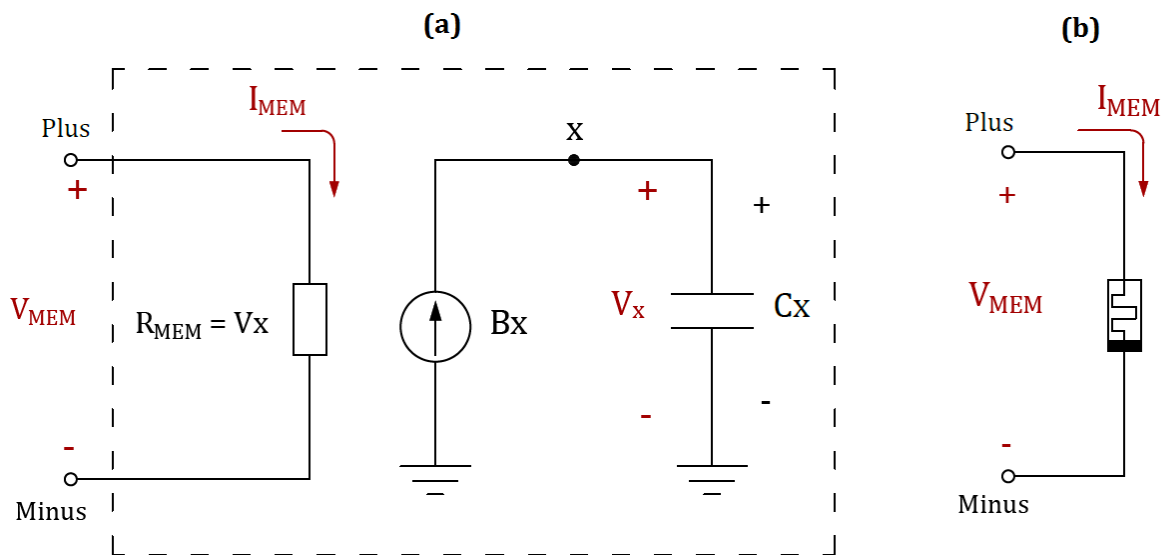 (a)
I_MEM
Plus
x
+
+
+
V_MEM
R_MEM = Vx
Bx
V_x
Cx
-
-
-
Minus
(b)
I_MEM
Plus
+
V_MEM
-
Minus